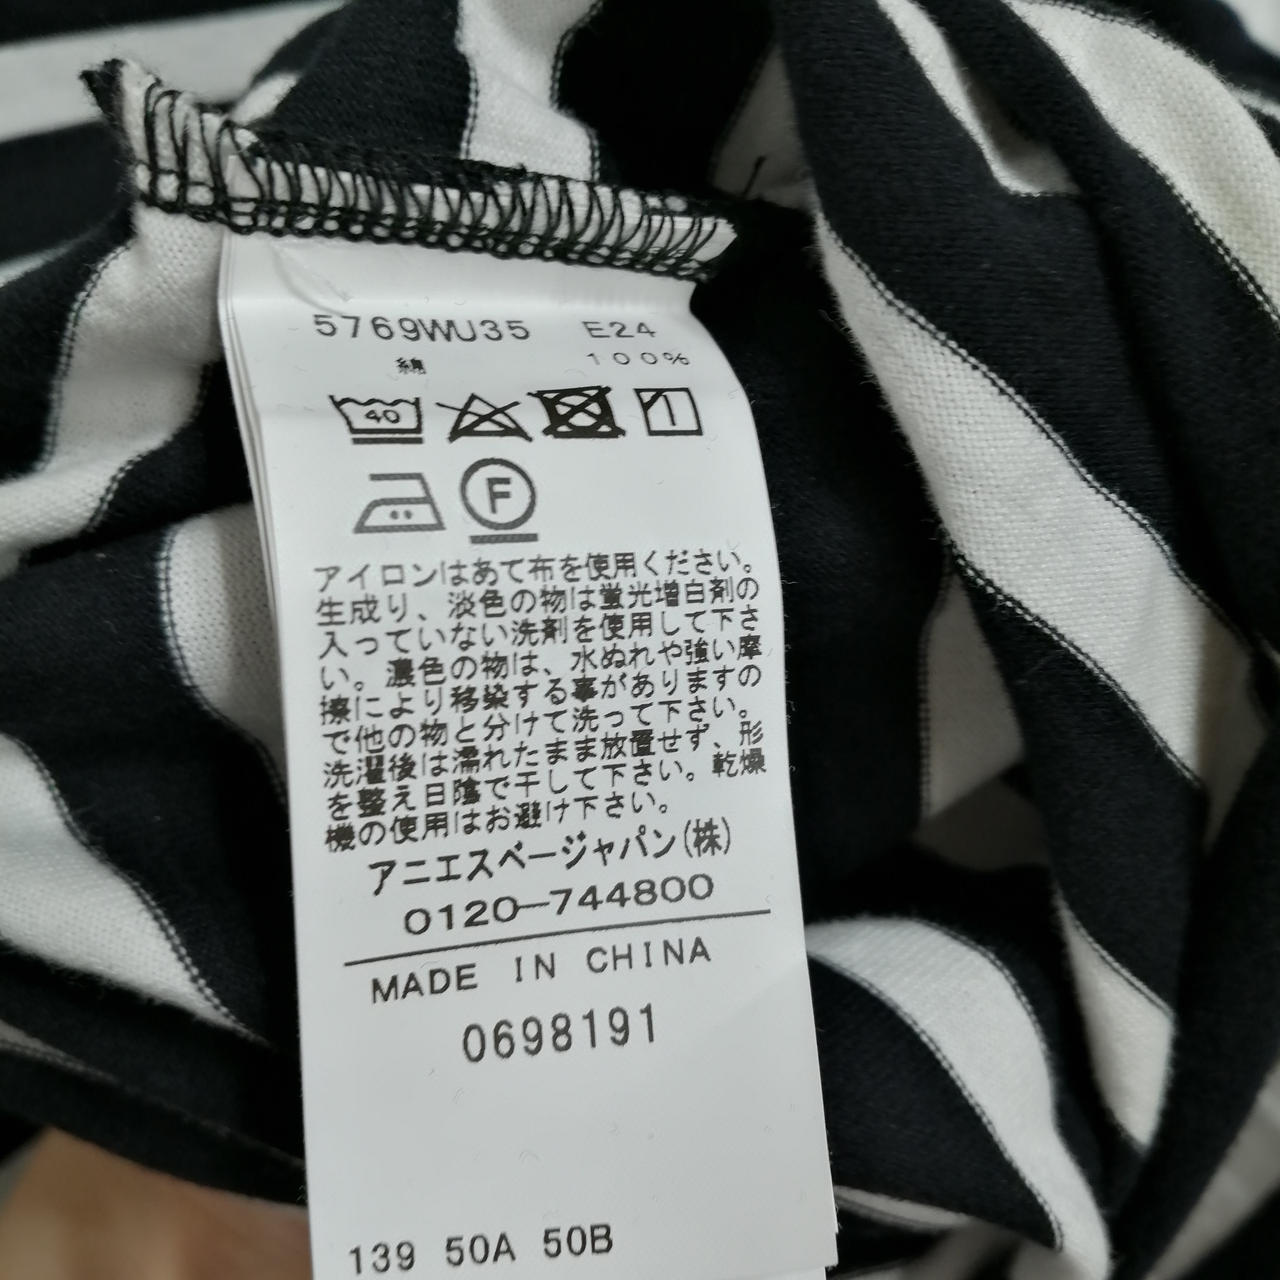 5769WU35 E24
綿 100%
40
F
アイロンはあて布を使用ください。
生成り、淡色の物は蛍光増白剤の
入っていない洗剤を使用して下さ
い。濃色の物は、水ぬれや強い摩
擦により移染する事がありますの
で他の物と分けて洗って下さい。
洗濯後は濡れたまま放置せず、形
を整え日陰で干して下さい。乾燥
機の使用はお避け下さい。
アニエスベージャパン(株)
0120-744800
MADE IN CHINA
0698191
139 50A 50B